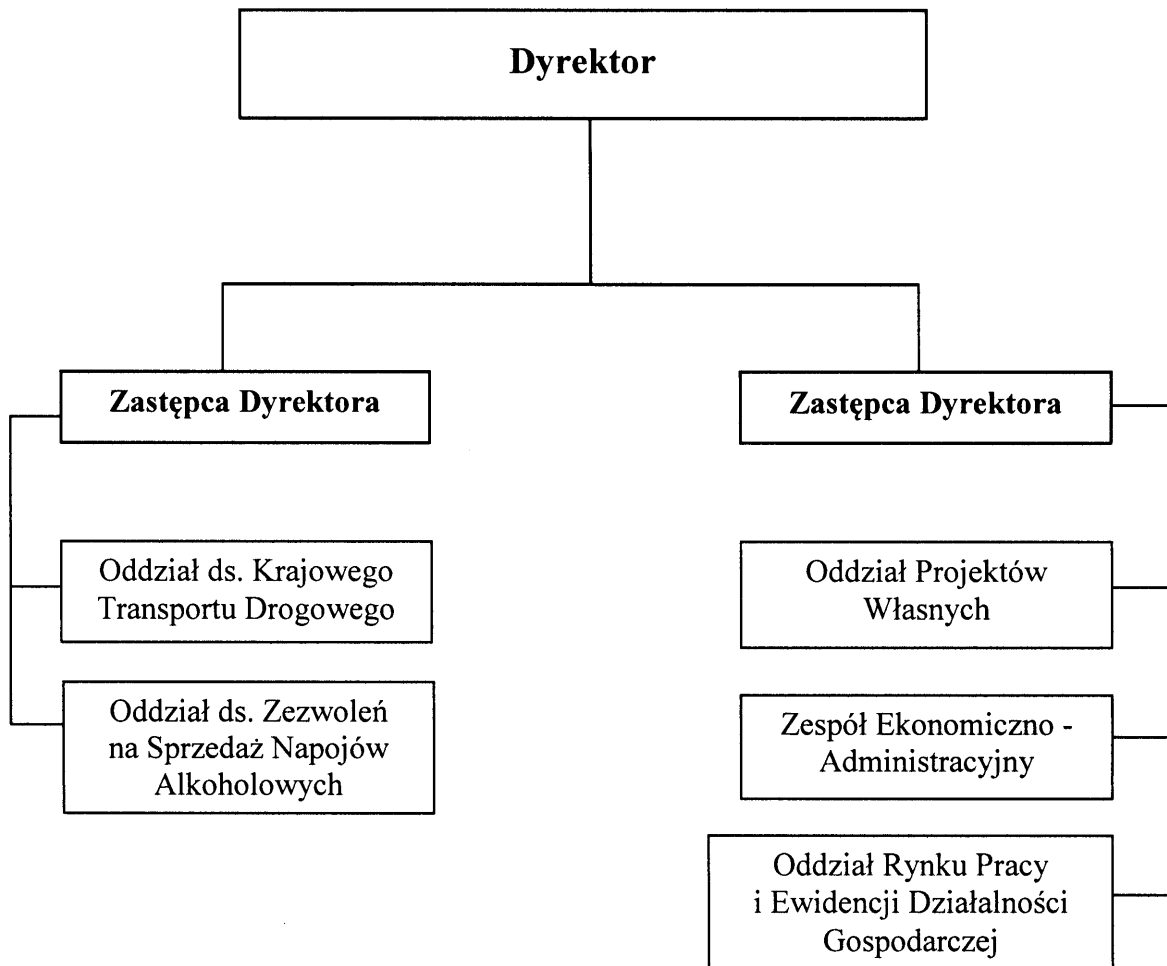 Dyrektor
Zastępca Dyrektora
Zastępca Dyrektora
Oddział ds. Krajowego
Transportu Drogowego
Oddział ds. Zezwoleń
na Sprzedaż Napojów
Alkoholowych
Oddział Projektów
Własnych
Zespół Ekonomiczno -
Administracyjny
Oddział Rynku Pracy
i Ewidencji Działalności
Gospodarczej